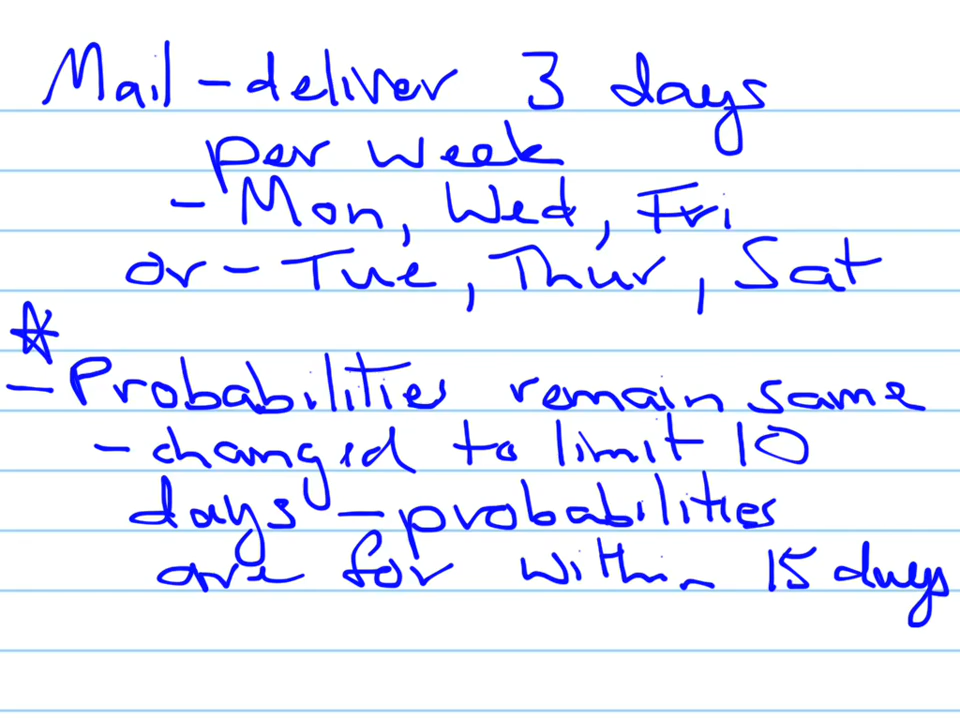 Mail - deliver 3 days
per week
- Mon, Wed, Fri
or - Tue, Thur, Sat
- Probabilities remain same
- changed to limit 10
days - probabilities
are for within 15 days